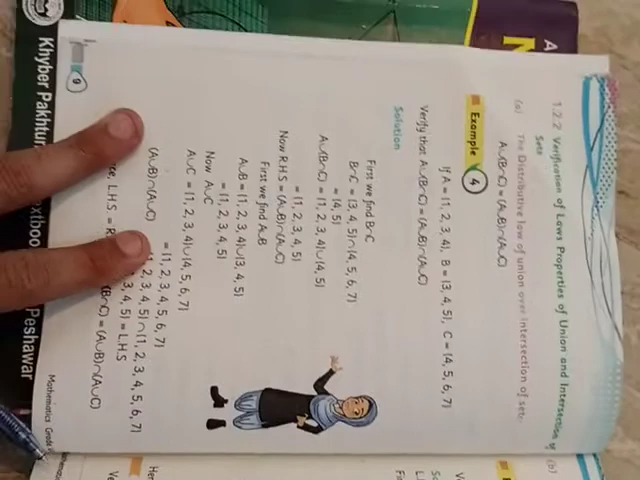 1.2.2 Verification of Laws Properties of Union and Intersection of
Sets
(a) The Distributive law of union over intersection of sets
A∪(B∩C) = (A∪B)∩(A∪C)
Example 4
If A = {1, 2, 3, 4}, B = {3, 4, 5}, C = {4, 5, 6, 7}
Verify that A∪(B∩C) = (A∪B)∩(A∪C)
Solution
First we find B∩C
B∩C = {3, 4, 5}∩{4, 5, 6, 7}
= {4, 5}
A∪(B∩C) = {1, 2, 3, 4}∪{4, 5}
= {1, 2, 3, 4, 5}
Now R.H.S = (A∪B)∩(A∪C)
First we find A∪B
A∪B = {1, 2, 3, 4}∪{3, 4, 5}
= {1, 2, 3, 4, 5}
Now A∪C
A∪C = {1, 2, 3, 4}∪{4, 5, 6, 7}
= {1, 2, 3, 4, 5, 6, 7}
(A∪B)∩(A∪C) 1, 2, 3, 4, 5}∩{1, 2, 3, 4, 5, 6, 7}
3, 4, 5} = L.H.S
L.H.S = B∩C) = (A∪B)∩(A∪C)
9
Mathematics Grade
Khyber Pakhtun
Peshawar
(b)